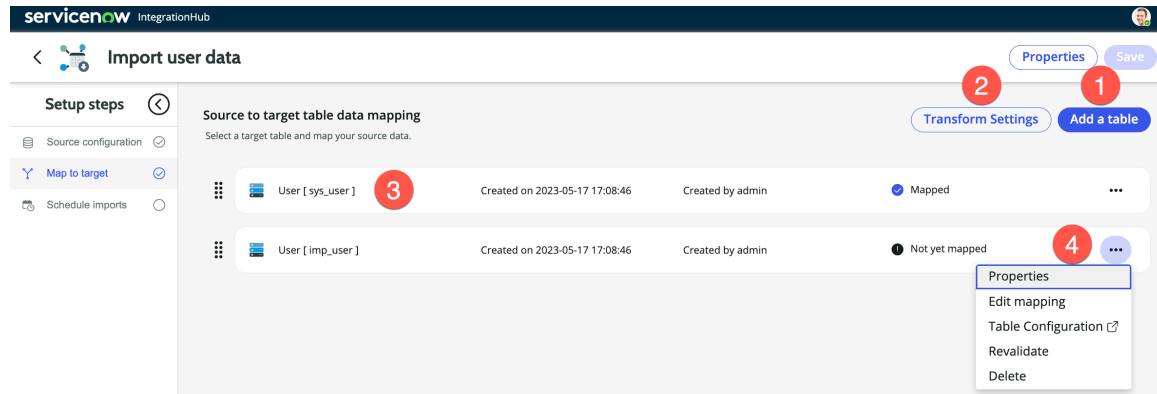 servicenow IntegrationHub
Import user data
Properties
Save
Setup steps
2
1
Source to target table data mapping
Transform Settings
Add a table
Select a target table and map your source data.
Source configuration
Map to target
Schedule imports
User [ sys_user ]
3
Created on 2023-05-17 17:08:46
Created by admin
Mapped
User [ imp_user ]
Created on 2023-05-17 17:08:46
Created by admin
Not yet mapped
4
Properties
Edit mapping
Table Configuration
Revalidate
Delete